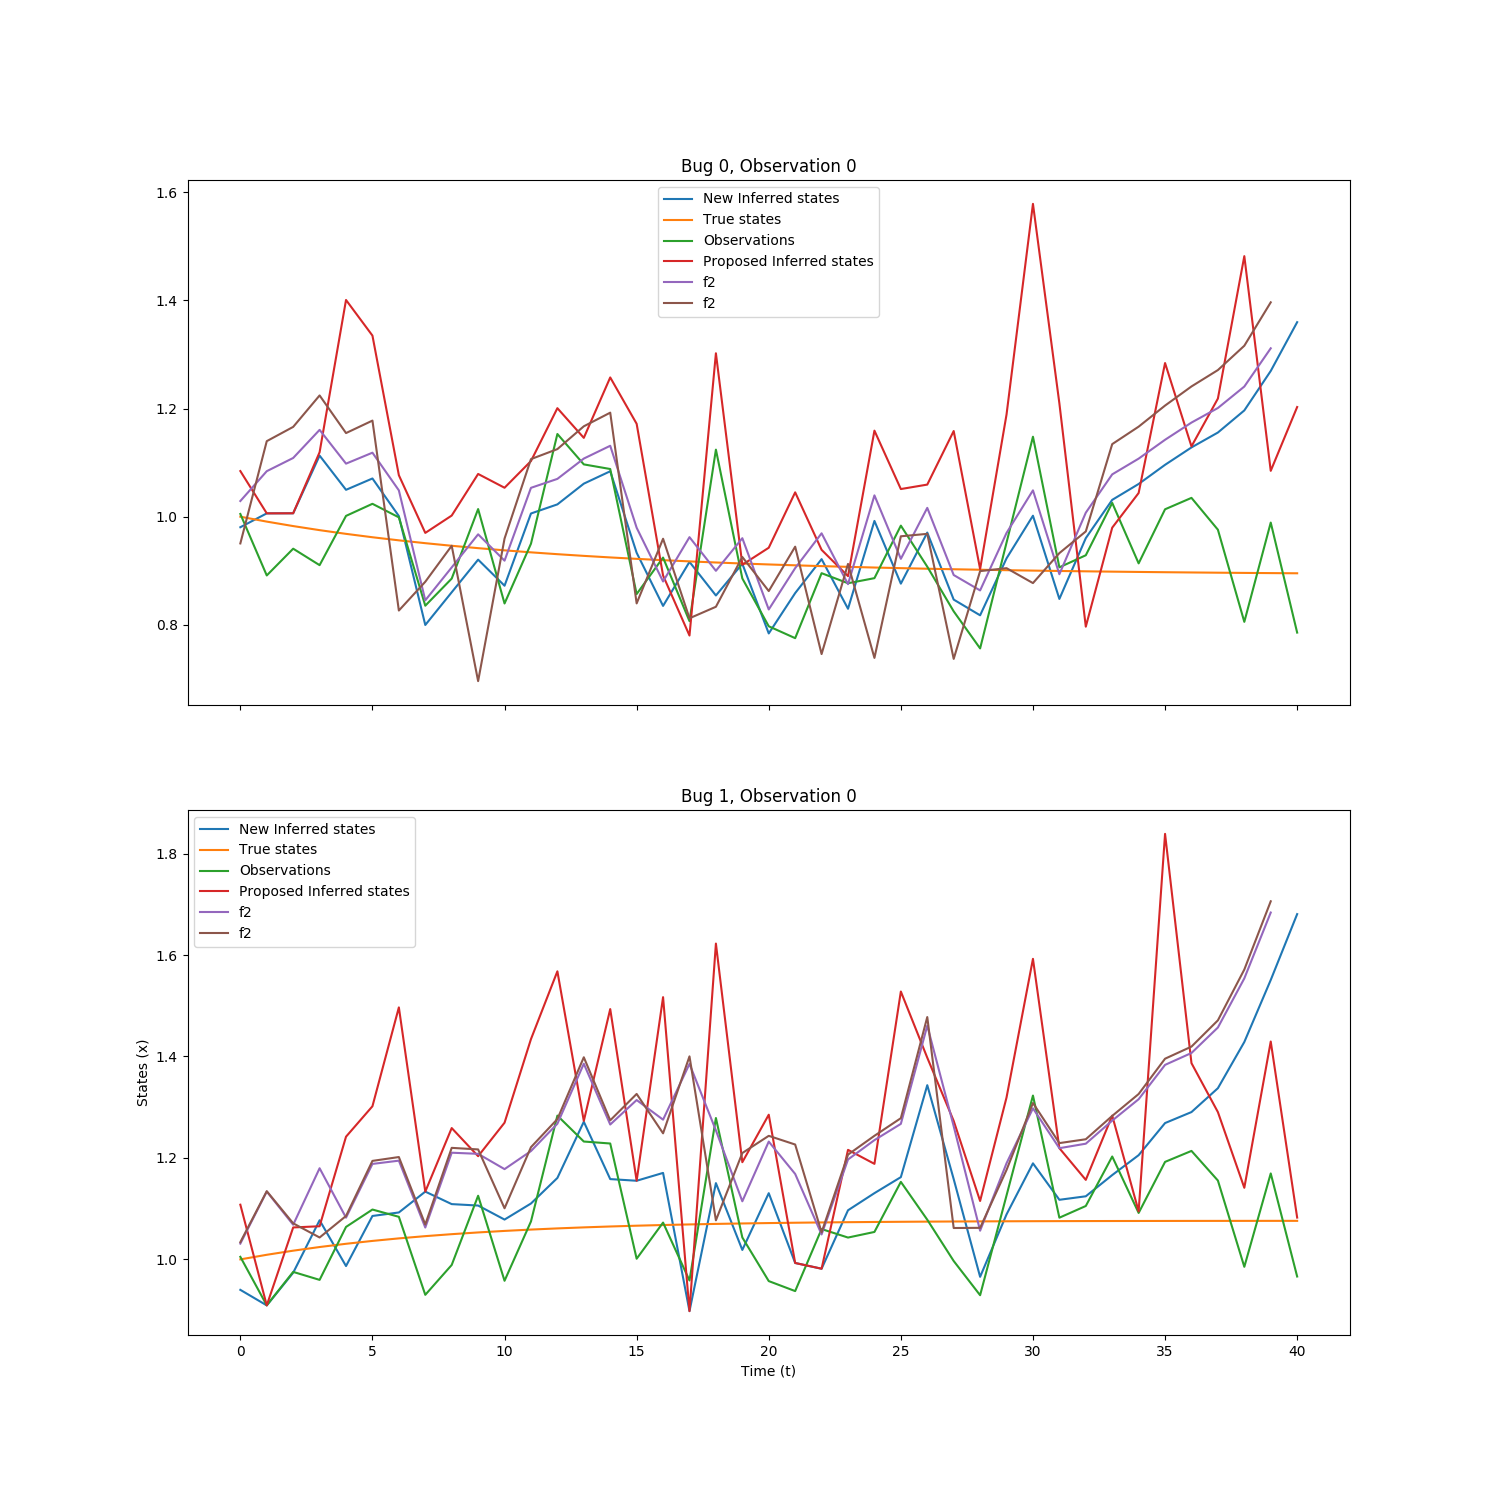 Bug 0, Observation 0
1.6
1.4
1.2
1.0
0.8
New Inferred states
True states
Observations
Proposed Inferred states
f2
f2
Bug 1, Observation 0
States (x)
1.8
1.6
1.4
1.2
1.0
New Inferred states
True states
Observations
Proposed Inferred states
f2
f2
0 5 10 15 20 25 30 35 40
Time (t)